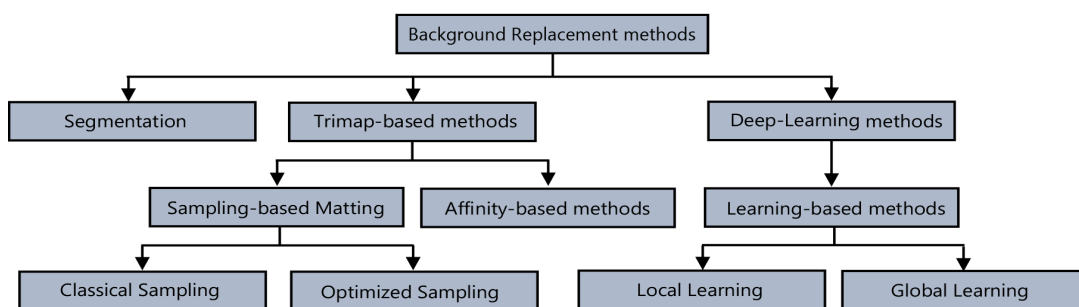 Background Replacement methods
Segmentation
Trimap-based methods
Deep-Learning methods
Sampling-based Matting
Affinity-based methods
Learning-based methods
Classical Sampling
Optimized Sampling
Local Learning
Global Learning